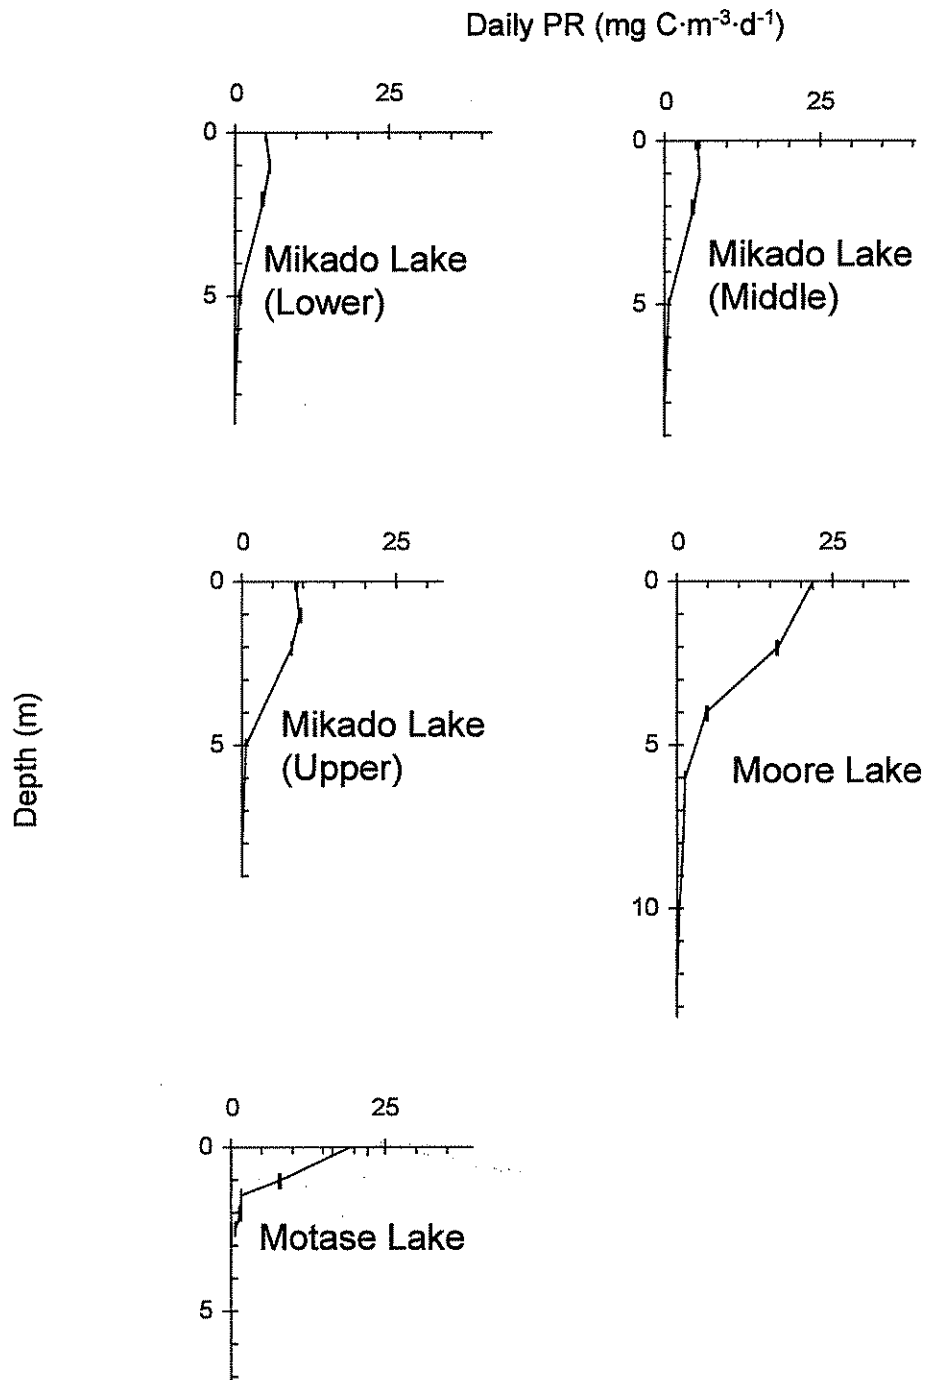 Daily PR (mg C·m⁻³·d⁻¹)
0 25
0
5
Mikado Lake
(Lower)
0 25
0
5
Mikado Lake
(Middle)
Depth (m)
0 25
0
5
Mikado Lake
(Upper)
0 25
0
5
10
Moore Lake
0 25
0
5
Motase Lake